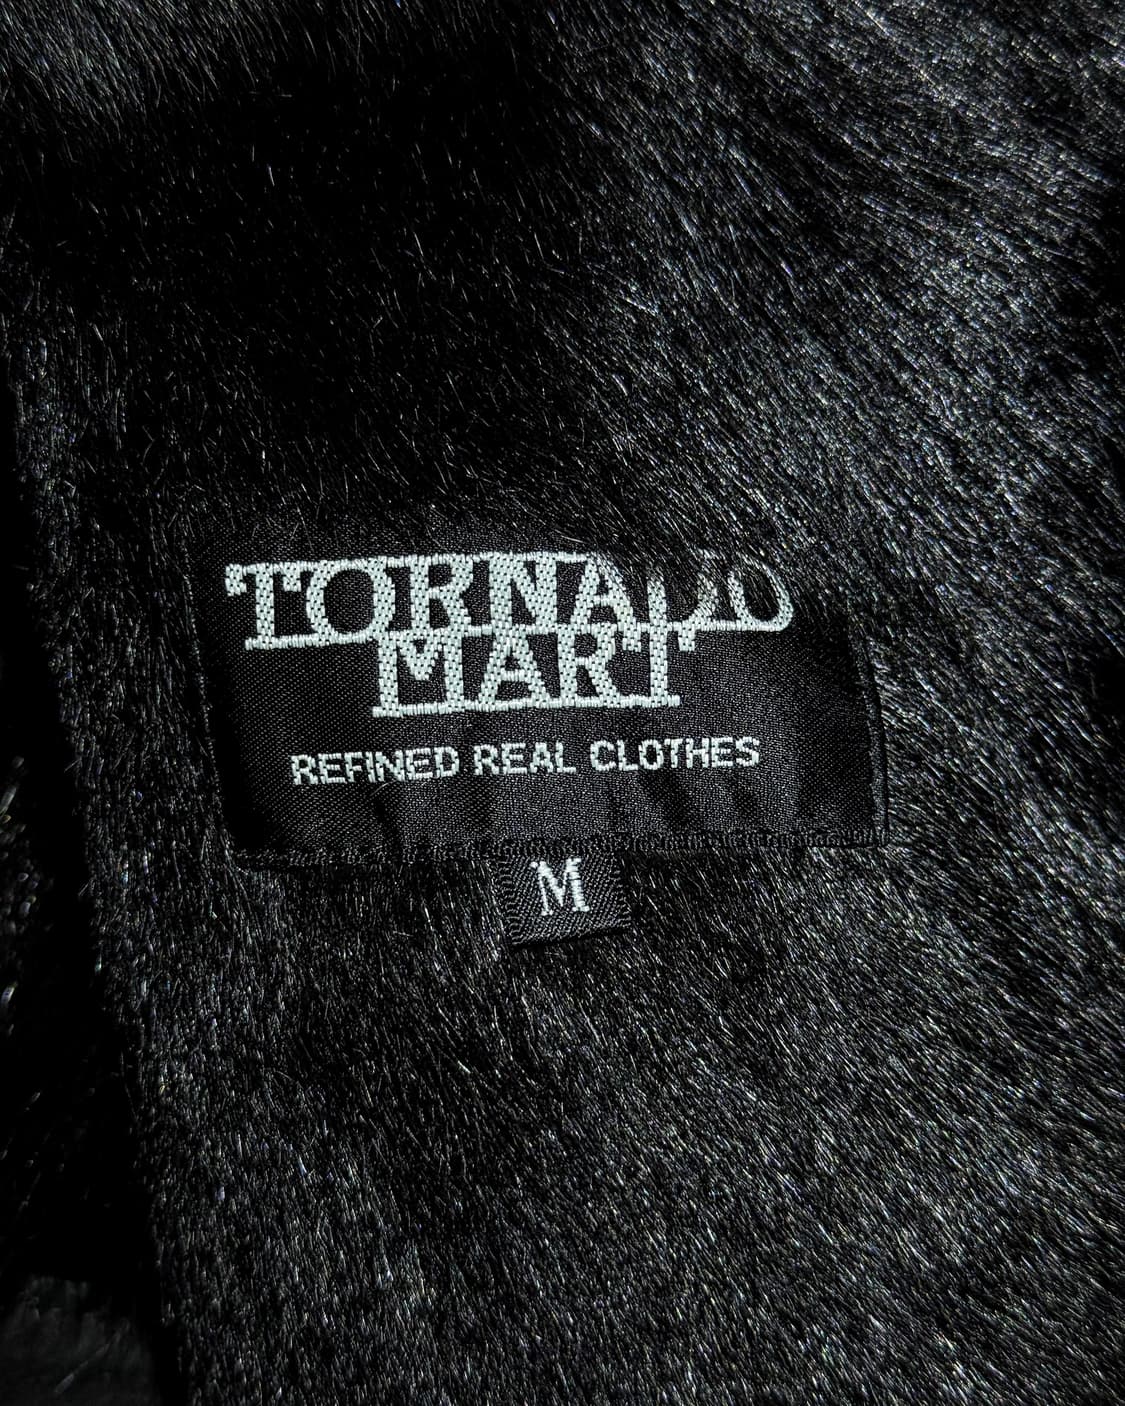 TORNADO
MART
REFINED REAL CLOTHES
M